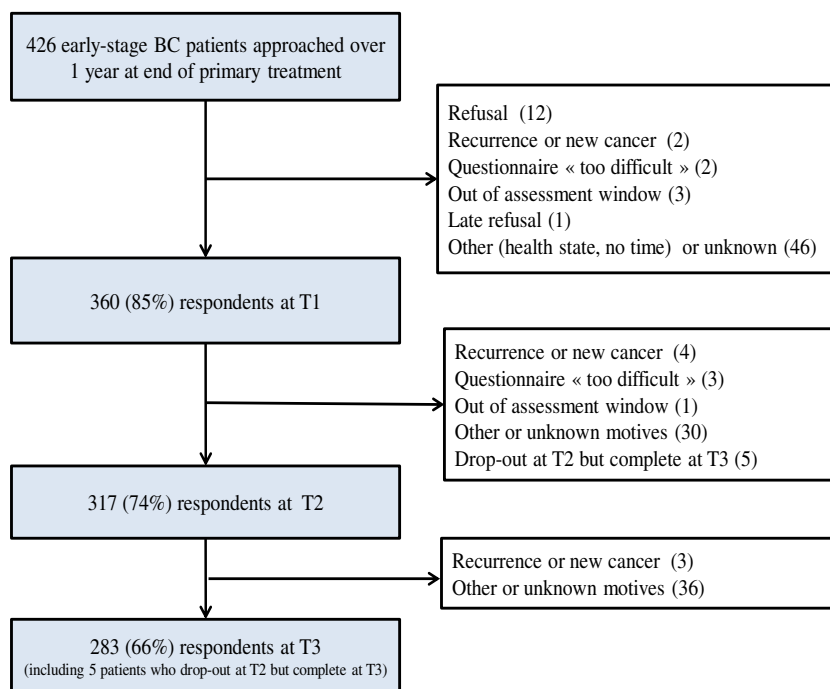 426 early-stage BC patients approached over
1 year at end of primary treatment
Refusal (12)
Recurrence or new cancer (2)
Questionnaire « too difficult » (2)
Out of assessment window (3)
Late refusal (1)
Other (health state, no time) or unknown (46)
360 (85%) respondents at T1
Recurrence or new cancer (4)
Questionnaire « too difficult » (3)
Out of assessment window (1)
Other or unknown motives (30)
Drop-out at T2 but complete at T3 (5)
317 (74%) respondents at T2
Recurrence or new cancer (3)
Other or unknown motives (36)
283 (66%) respondents at T3
(including 5 patients who drop-out at T2 but complete at T3)